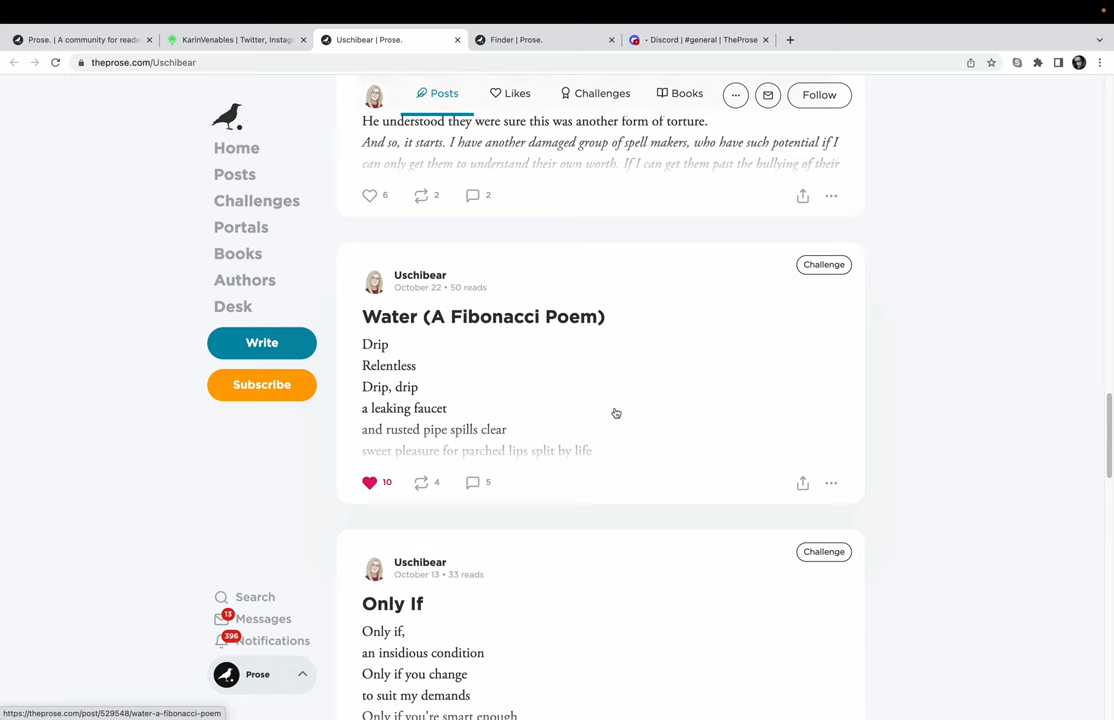 Prose. | A community for reade
KarinVenables | Twitter, Instag
Uschibear | Prose.
Finder | Prose.
• Discord | #general | TheProse
theprose.com/Uschibear
Posts
Likes
Challenges
Books
Follow
Home
Posts
Challenges
Portals
Books
Authors
Desk
Write
Subscribe
Search
13
Messages
396
Notifications
Prose
He understood they were sure this was another form of torture.
And so, it starts. I have another damaged group of spell makers, who have such potential if I
can only get them to understand their own worth. If I can get them past the bullying of their
6
2
2
Uschibear
October 22 • 50 reads
Challenge
Water (A Fibonacci Poem)
Drip
Relentless
Drip, drip
a leaking faucet
and rusted pipe spills clear
sweet pleasure for parched lips split by life
10
4
5
Uschibear
October 13 • 33 reads
Challenge
Only If
Only if,
an insidious condition
Only if you change
to suit my demands
Only if you're smart enough
https://theprose.com/post/529548/water-a-fibonacci-poem